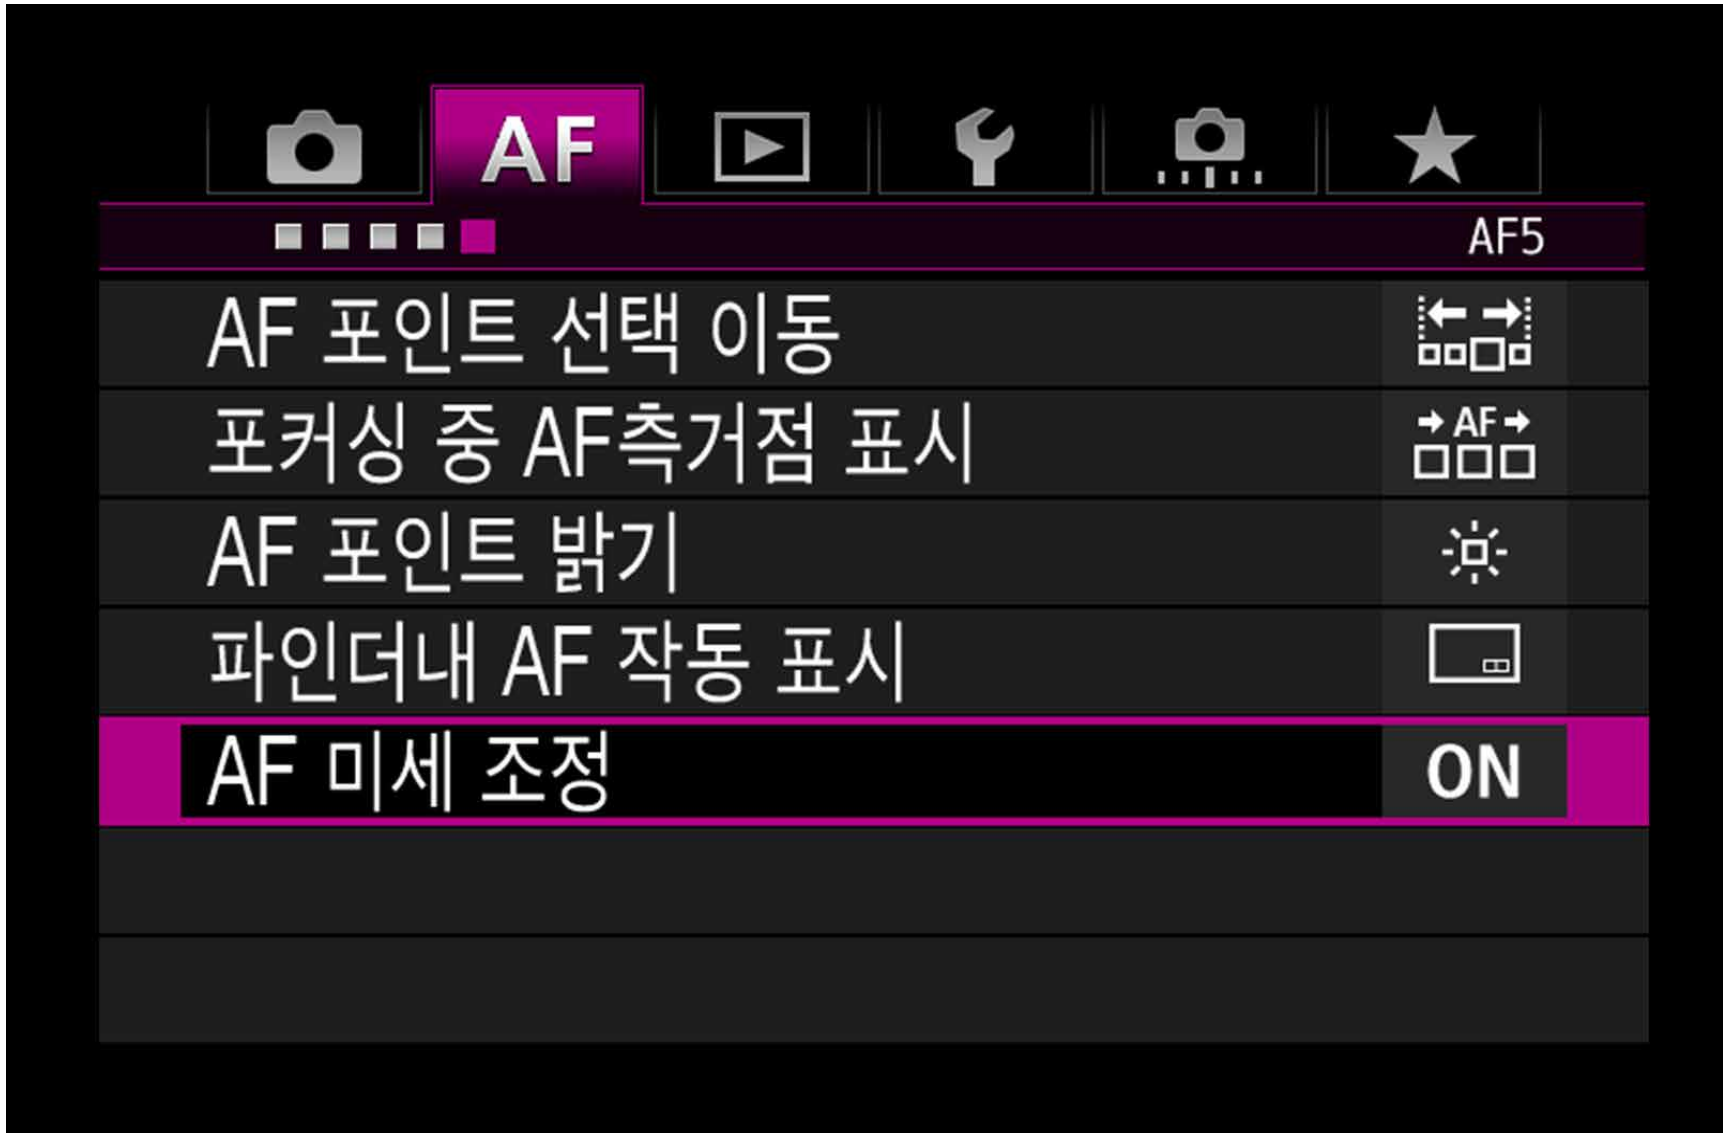 AF
AF5
AF 포인트 선택 이동
포커싱 중 AF측거점 표시
AF
AF 포인트 밝기
파인더내 AF 작동 표시
AF 미세 조정 ON